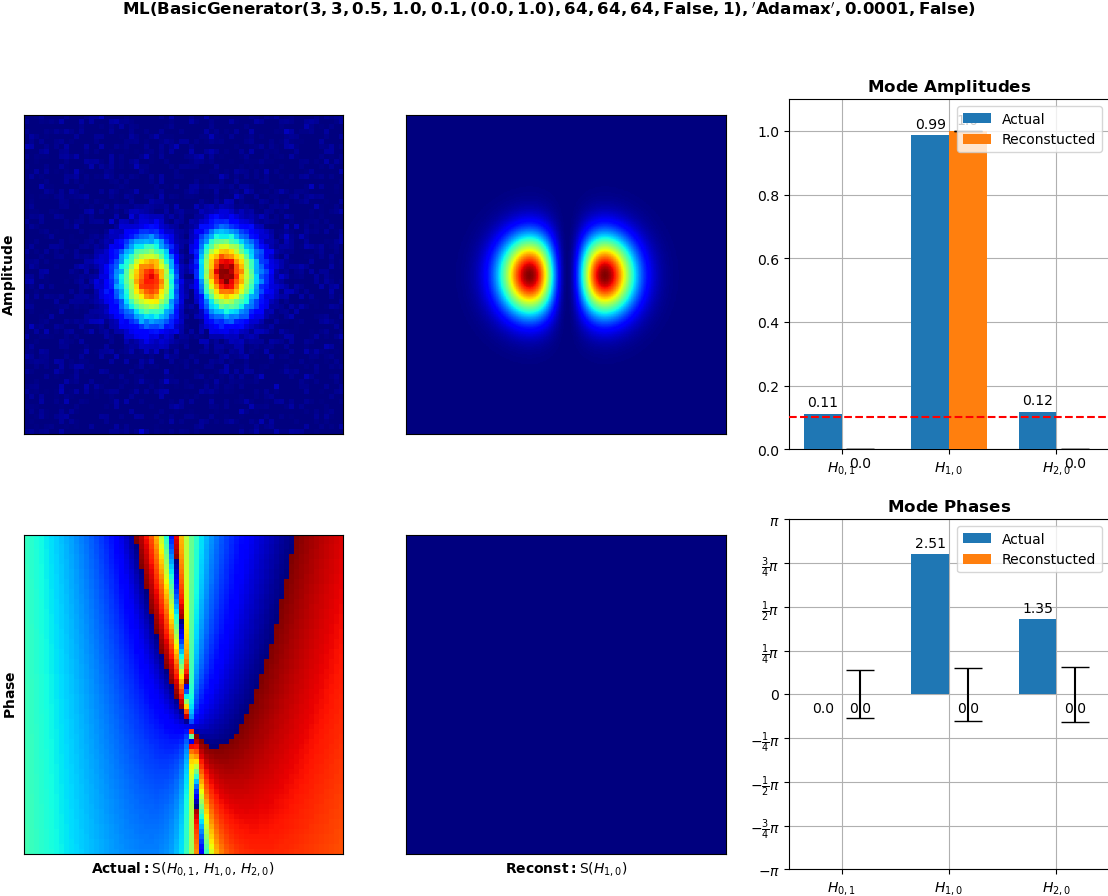 ML(BasicGenerator(3, 3, 0.5, 1.0, 0.1, (0.0, 1.0), 64, 64, 64, False, 1), ′Adamax′, 0.0001, False)
Amplitude
Mode Amplitudes
Actual
Reconstucted
1.0
0.8
0.6
0.4
0.2
0.0
0.11
0.99
0.12
0.0
0.0
H0,1
H1,0
H2,0
Phase
Actual: S(H0,1, H1,0, H2,0)
Reconst: S(H1,0)
Mode Phases
Actual
Reconstucted
π
3/4π
1/2π
1/4π
0
−1/4π
−1/2π
−3/4π
−π
0.0
2.51
1.35
0.0
0.0
0.0
H0,1
H1,0
H2,0